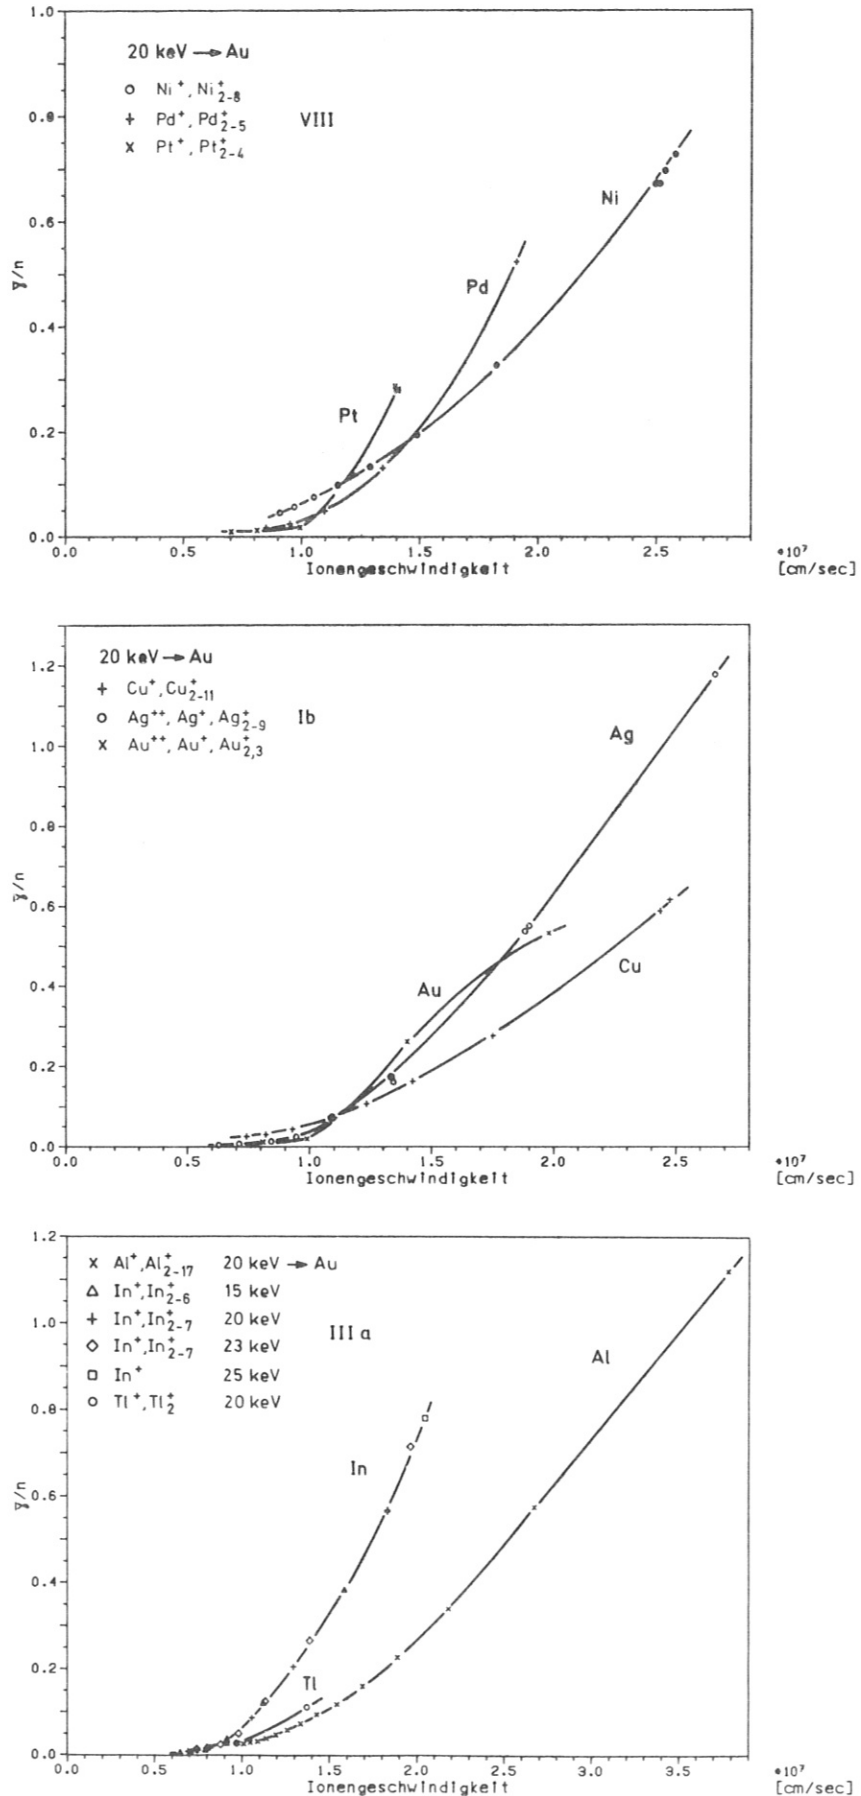 1.0
20 keV → Au
o Ni⁺, Ni⁺₂₋₈
+ Pd⁺, Pd⁺₂₋₅ VIII
x Pt⁺, Pt⁺₂₋₄
0.8
Ni
0.6
γ̄/n
Pd
0.4
Pt
0.2
0.0
0.0 0.5 1.0 1.5 2.0 2.5 *10⁷
Ionengeschwindigkeit [cm/sec]
20 keV → Au
1.2
+ Cu⁺, Cu⁺₂₋₁₁
o Ag⁺⁺, Ag⁺, Ag⁺₂₋₉ Ib
x Au⁺⁺, Au⁺, Au⁺₂,₃
Ag
1.0
0.8
γ̄/n
0.6
Cu
Au
0.4
0.2
0.0
0.0 0.5 1.0 1.5 2.0 2.5 *10⁷
Ionengeschwindigkeit [cm/sec]
1.2
x Al⁺, Al⁺₂₋₁₇ 20 keV → Au
△ In⁺, In⁺₂₋₆ 15 keV
+ In⁺, In⁺₂₋₇ 20 keV
1.0
III a
◇ In⁺, In⁺₂₋₇ 23 keV
Al
□ In⁺ 25 keV
o Tl⁺, Tl⁺₂ 20 keV
0.8
In
γ̄/n
0.6
0.4
0.2
Tl
0.0
0.0 0.5 1.0 1.5 2.0 2.5 3.0 3.5 *10⁷
Ionengeschwindigkeit [cm/sec]